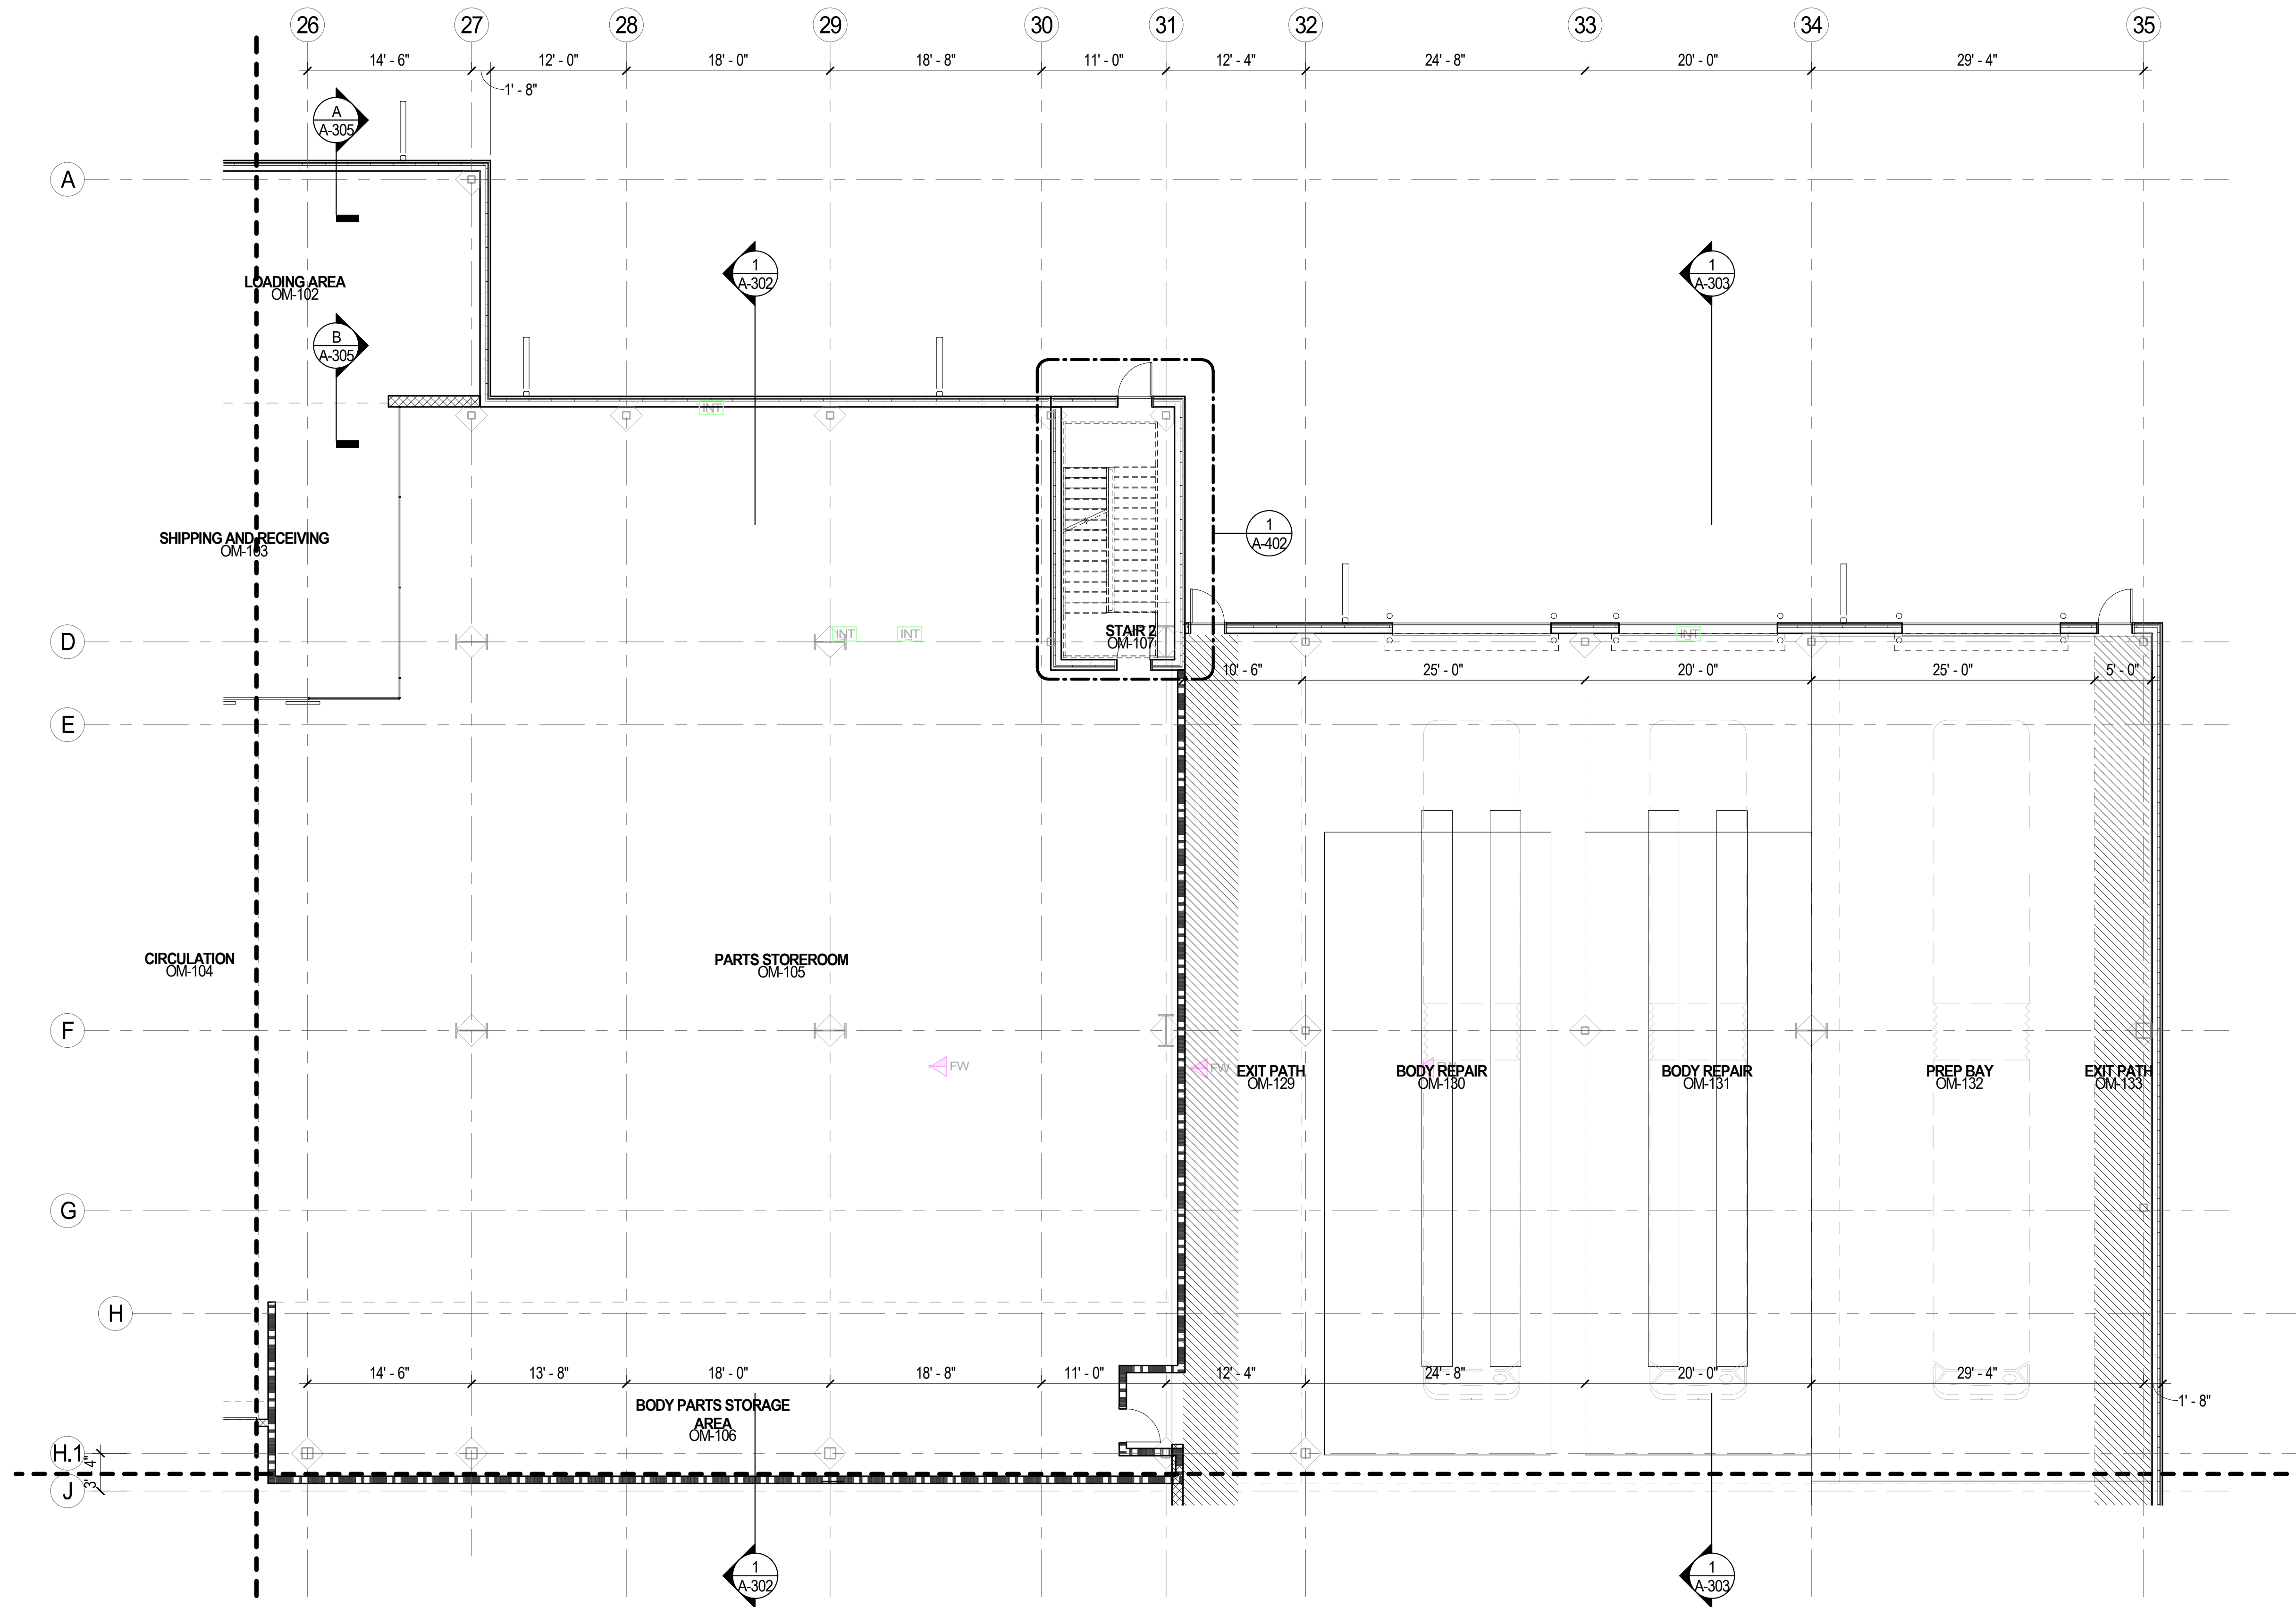 26 27 28 29 30 31 32 33 34 35
14' - 6" 12' - 0" 18' - 0" 18' - 8" 11' - 0" 12' - 4" 24' - 8" 20' - 0" 29' - 4"
1' - 8"
A
A-305
A
1
A-302
1
A-303
LOADING AREA
OM-102
B
A-305
INT
SHIPPING AND RECEIVING
OM-103
1
A-402
D
INT INT
STAIR 2
OM-107
INT
10' - 6" 25' - 0" 20' - 0" 25' - 0" 5' - 0"
E
CIRCULATION
OM-104
PARTS STOREROOM
OM-105
F
FW FW FW
EXIT PATH
OM-129
BODY REPAIR
OM-130
BODY REPAIR
OM-131
PREP BAY
OM-132
EXIT PATH
OM-133
G
H
14' - 6" 13' - 8" 18' - 0" 18' - 8" 11' - 0" 12' - 4" 24' - 8" 20' - 0" 29' - 4"
1' - 8"
BODY PARTS STORAGE
AREA
OM-106
H.1
3' - 4"
J
1
A-302
1
A-303